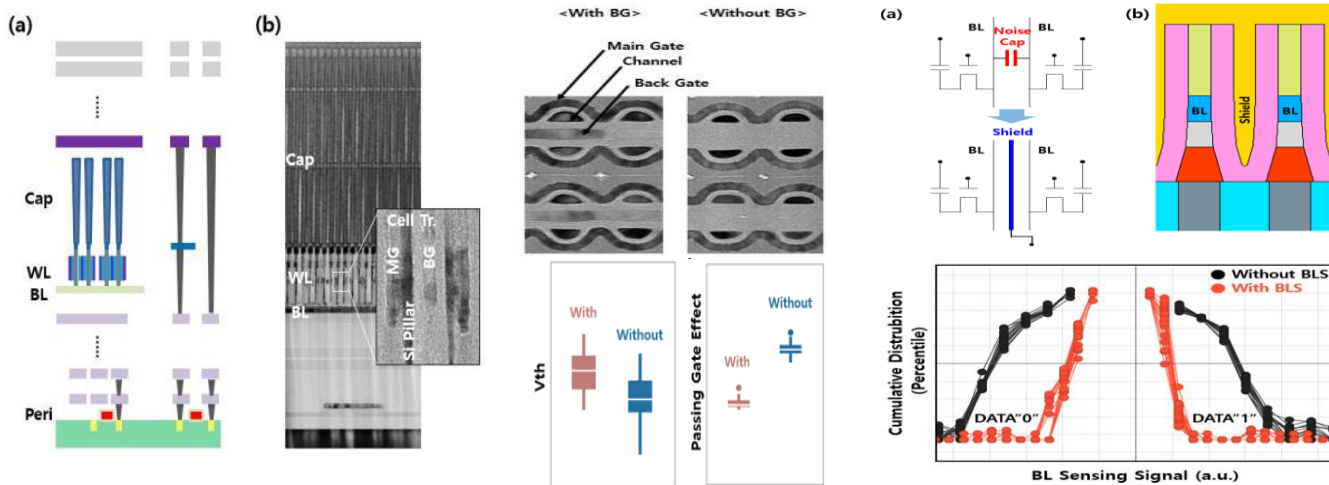 (a)
Cap
WL
BL
Peri
(b)
Cap
WL
BL
Cell Tr.
MG
BG
Si Pillar
<With BG>
<Without BG>
Main Gate
Channel
Back Gate
Vth
With
Without
Passing Gate Effect
With
Without
(a)
BL
Noise
Cap
BL
Shield
BL
BL
(b)
BL
Shield
BL
Cumulative Distrubition
(Percentile)
Without BLS
With BLS
DATA"0"
DATA"1"
BL Sensing Signal (a.u.)